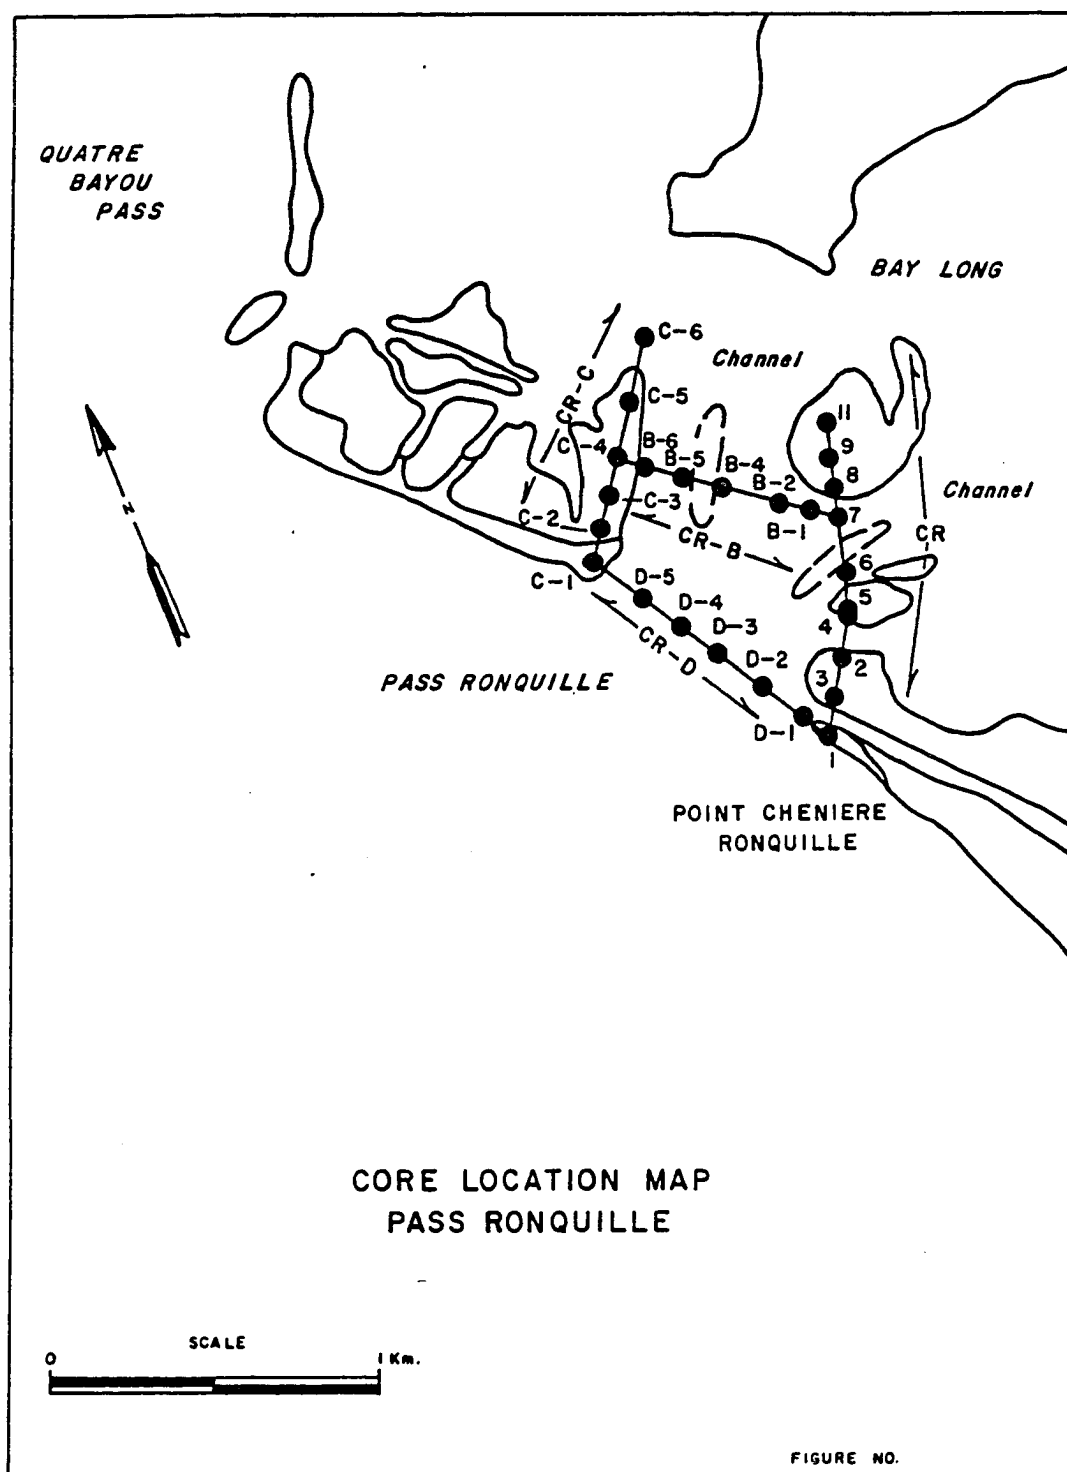 QUATRE
BAYOU
PASS
BAY LONG
C-6
Channel
CR-C
C-5
11
C-4
B-6
9
B-5
B-4
8
Channel
C-3
B-2
C-2
B-1
7
CR-B
CR
C-1
6
D-5
5
D-4
4
D-3
CR-D
D-2
2
PASS RONQUILLE
3
D-1
1
N
POINT CHENIERE
RONQUILLE
CORE LOCATION MAP
PASS RONQUILLE
SCALE
0 1 Km.
FIGURE NO.